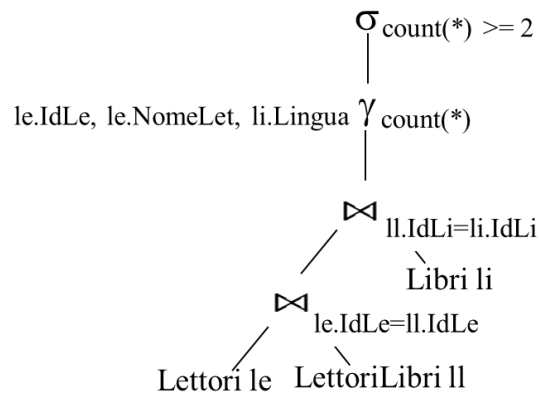 σ count(*) >= 2
le.IdLe, le.NomeLet, li.Lingua γ count(*)
⋈ ll.IdLi=li.IdLi
Libri li
⋈ le.IdLe=ll.IdLe
Lettori le LettoriLibri ll